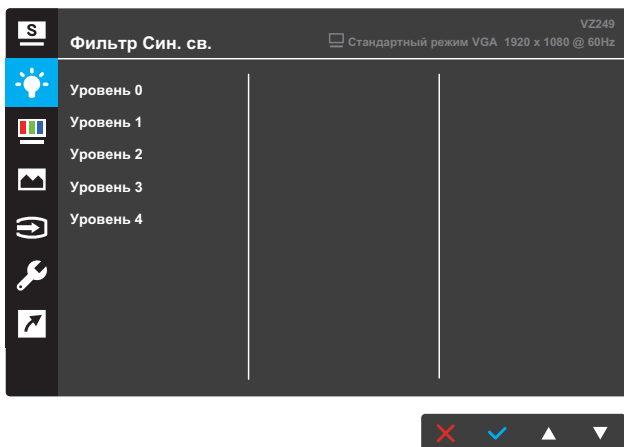 S
VZ249
Фильтр Син. св.
Стандартный режим VGA 1920 x 1080 @ 60Hz
Уровень 0
Уровень 1
Уровень 2
Уровень 3
Уровень 4